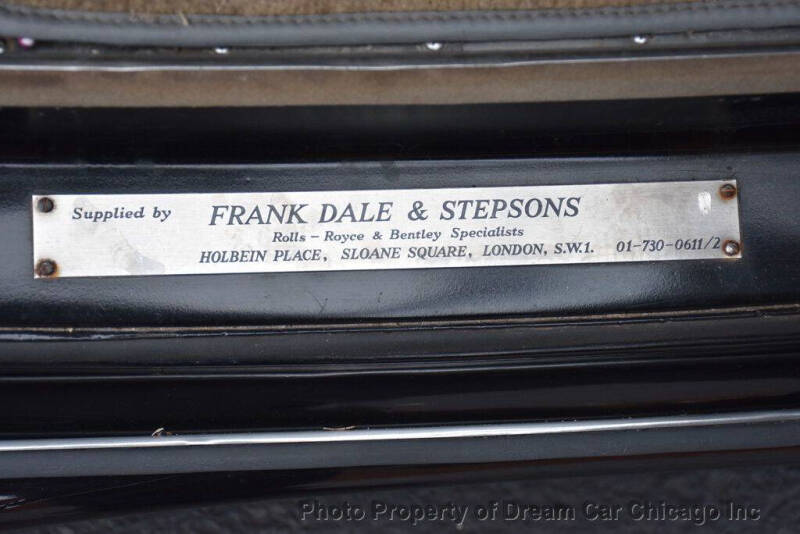 Supplied by FRANK DALE & STEPSONS
Rolls - Royce & Bentley Specialists
HOLBEIN PLACE, SLOANE SQUARE, LONDON, S.W.1. 01-730-0611/2
Photo Property of Dream Car Chicago Inc